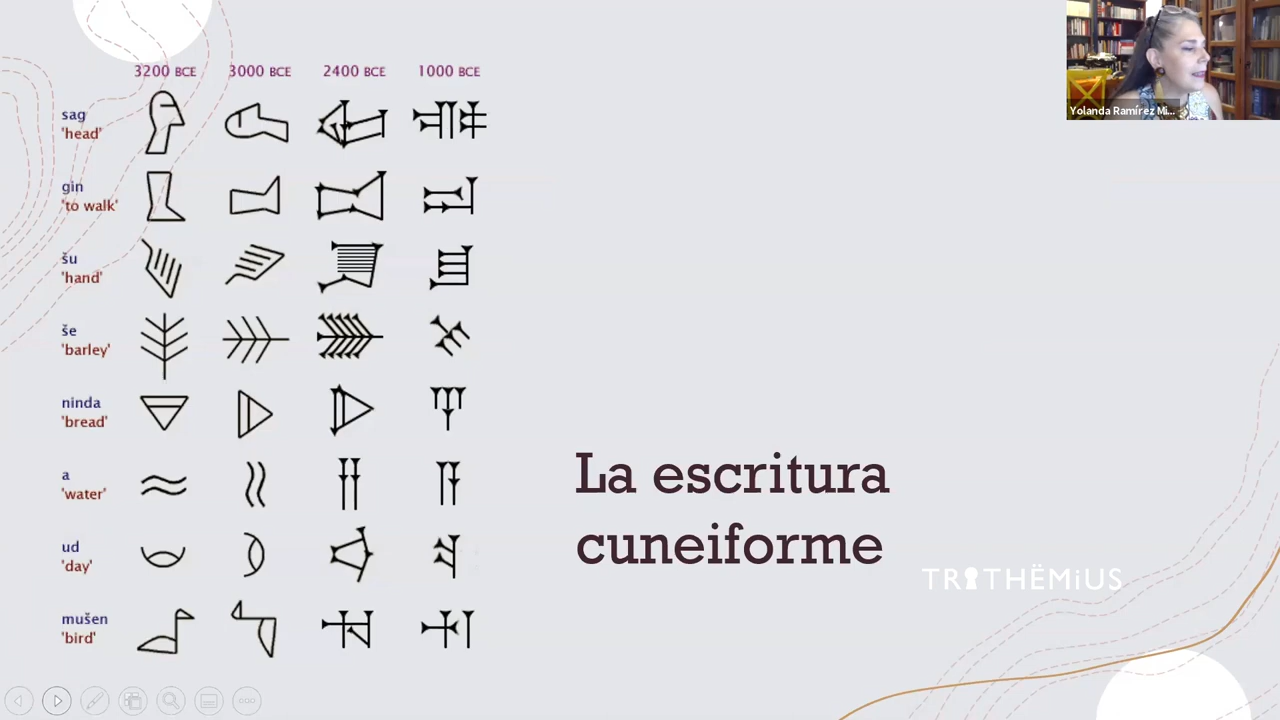 3200 BCE 3000 BCE 2400 BCE 1000 BCE
sag
'head'
gin
'to walk'
šu
'hand'
še
'barley'
ninda
'bread'
a
'water'
ud
'day'
mušen
'bird'
La escritura
cuneiforme
TRITHËMiUS
Yolanda Ramírez Mi...